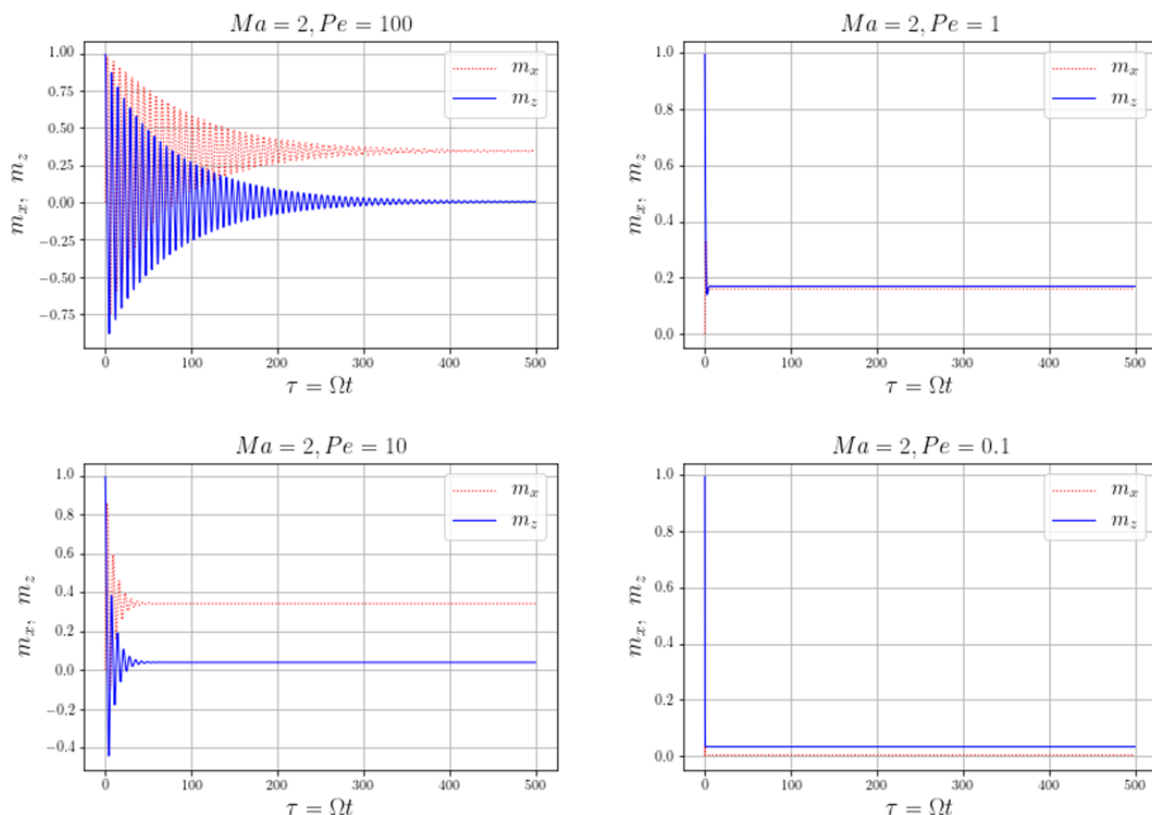 Ma = 2, Pe = 100
1.00
0.75
0.50
0.25
0.00
−0.25
−0.50
−0.75
m_x, m_z
m_x
m_z
0 100 200 300 400 500
τ = Ωt
Ma = 2, Pe = 1
1.0
0.8
0.6
0.4
0.2
0.0
m_x, m_z
m_x
m_z
0 100 200 300 400 500
τ = Ωt
Ma = 2, Pe = 10
1.0
0.8
0.6
0.4
0.2
0.0
−0.2
−0.4
m_x, m_z
m_x
m_z
0 100 200 300 400 500
τ = Ωt
Ma = 2, Pe = 0.1
1.0
0.8
0.6
0.4
0.2
0.0
m_x, m_z
m_x
m_z
0 100 200 300 400 500
τ = Ωt